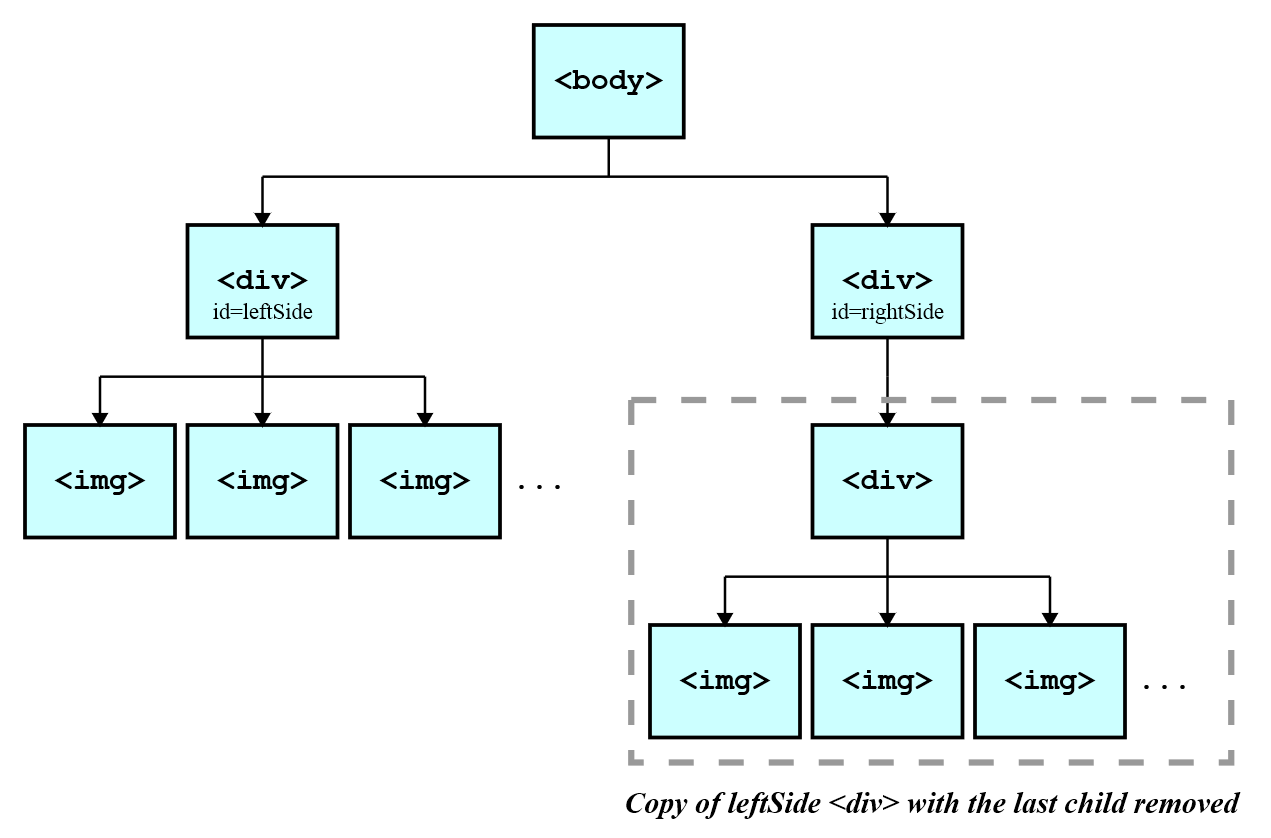 <body>
<div>
id=leftSide
<div>
id=rightSide
<img>
<img>
<img>
...
<div>
<img>
<img>
<img>
...
Copy of leftSide <div> with the last child removed